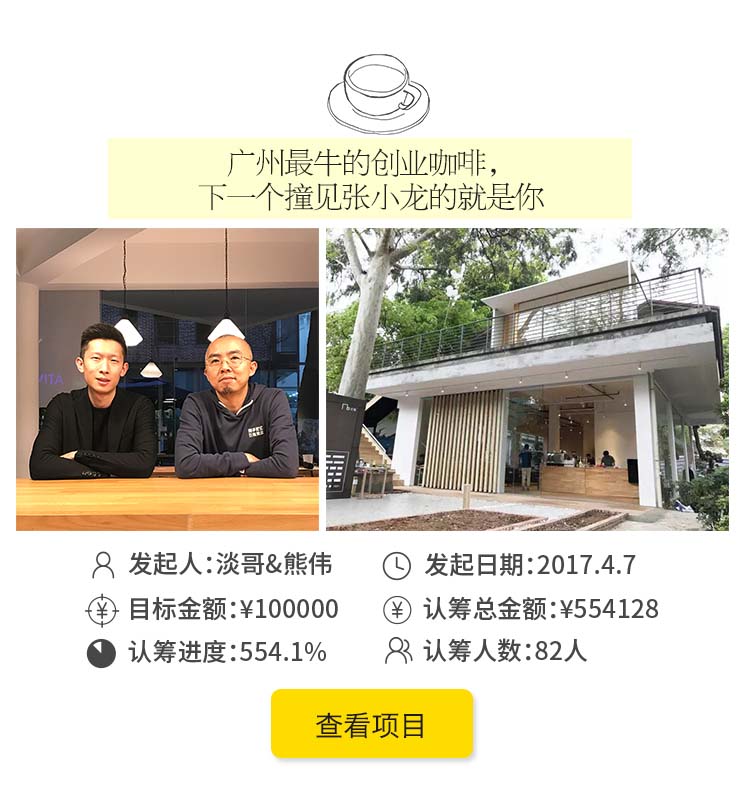 广州最牛的创业咖啡，
下一个撞见张小龙的就是你
发起人：淡哥&熊伟
发起日期：2017.4.7
目标金额：¥100000
认筹总金额：¥554128
认筹进度：554.1%
认筹人数：82人
查看项目